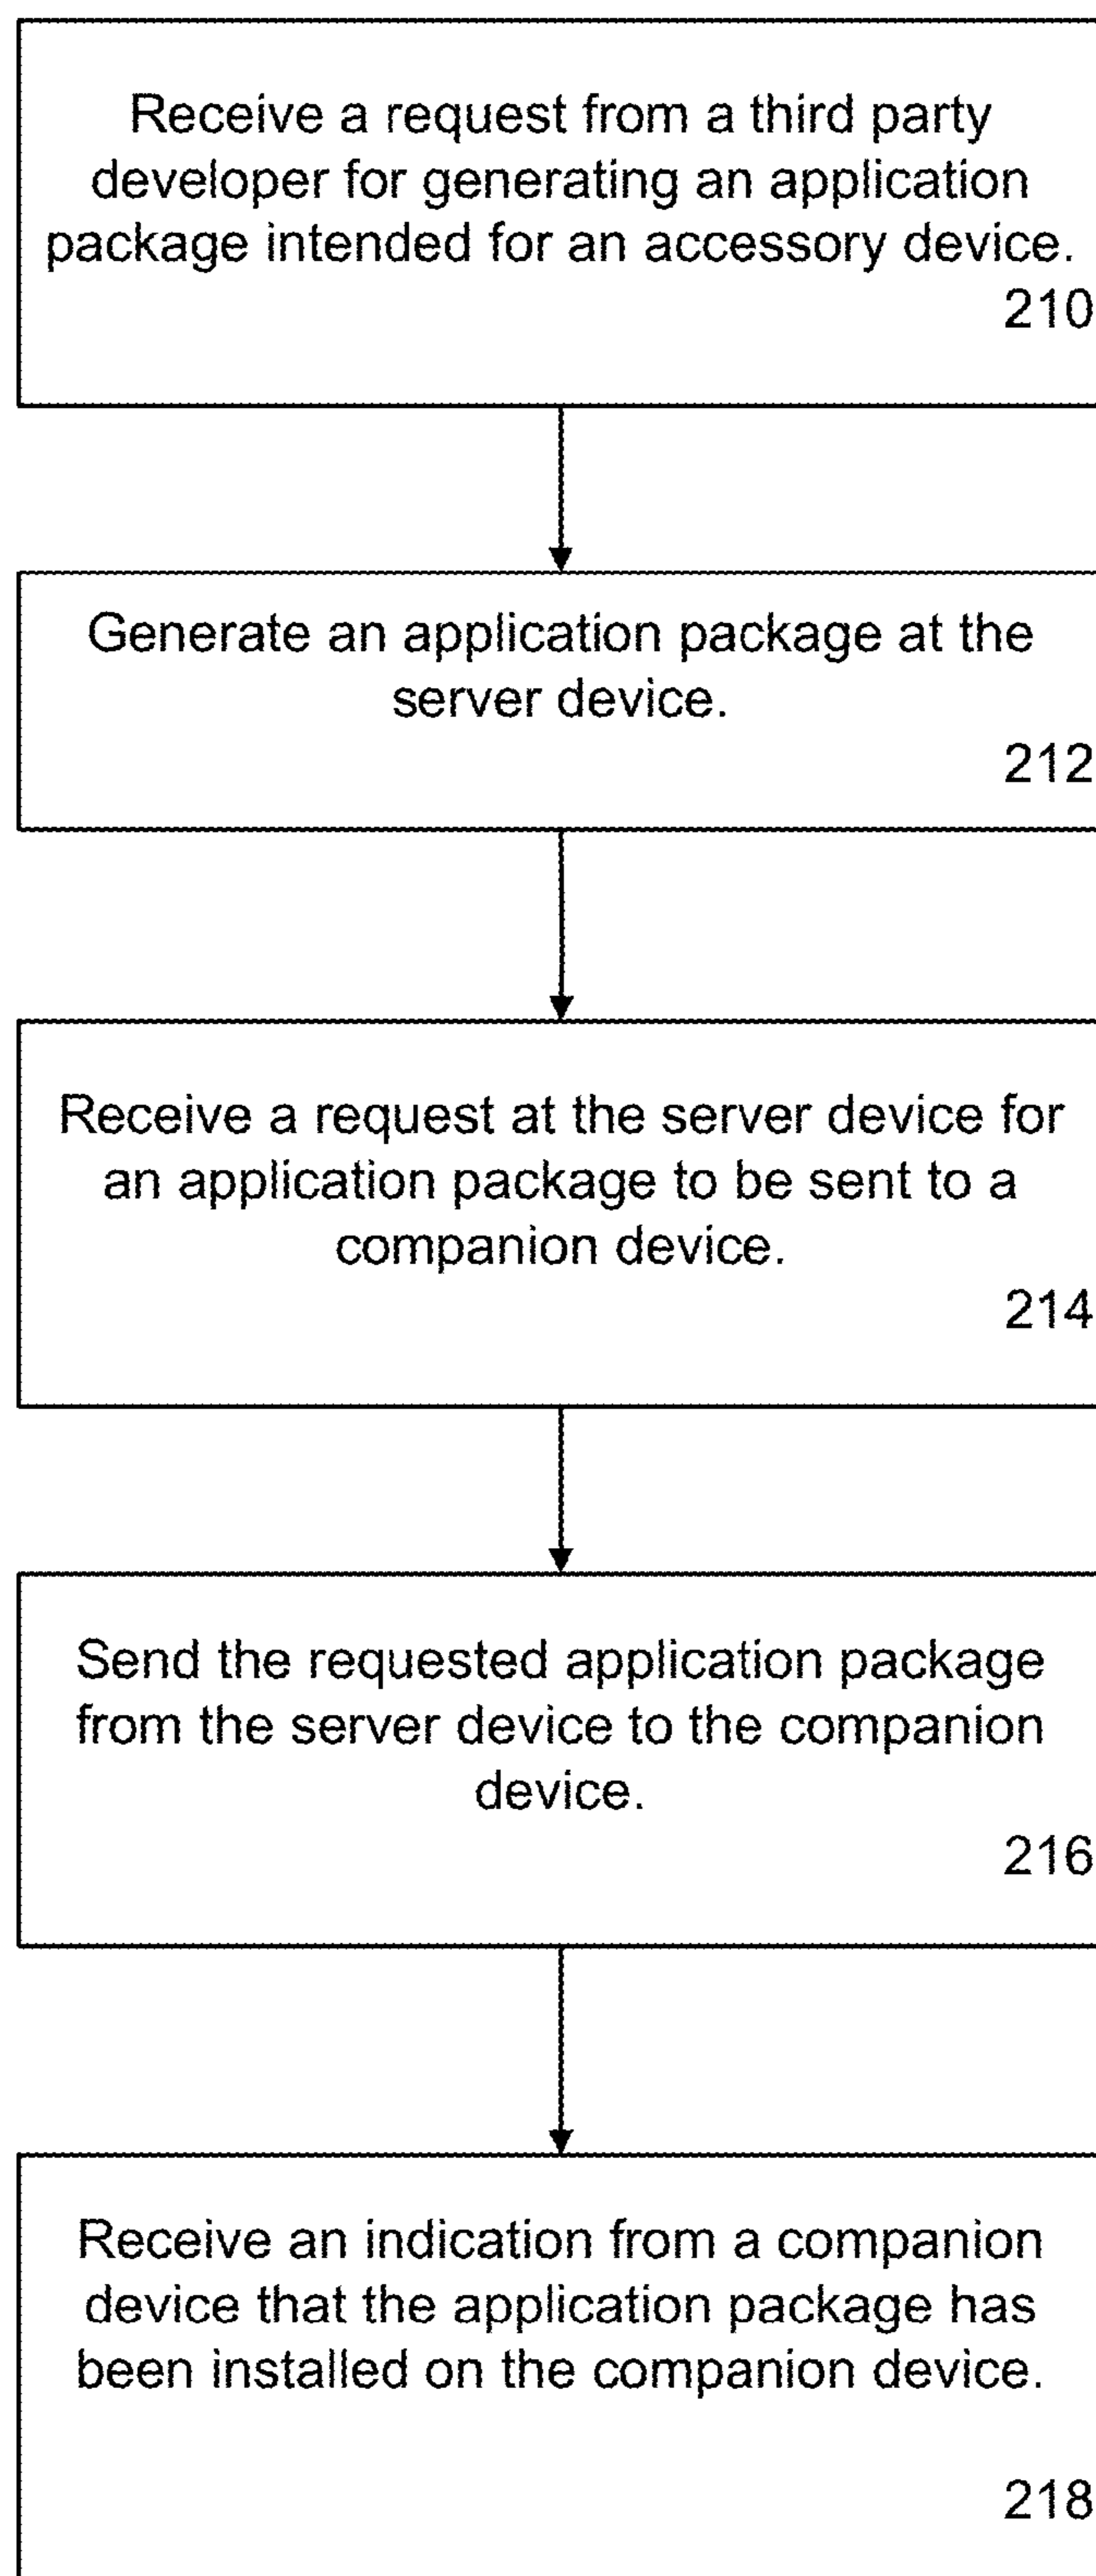 Receive a request from a third party
developer for generating an application
package intended for an accessory device.
210
Generate an application package at the
server device.
212
Receive a request at the server device for
an application package to be sent to a
companion device.
214
Send the requested application package
from the server device to the companion
device.
216
Receive an indication from a companion
device that the application package has
been installed on the companion device.
218